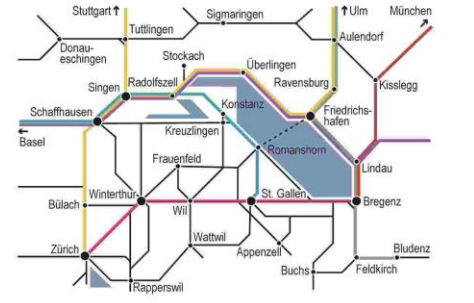 Stuttgart ↑
Sigmaringen
↑ Ulm
München
Tuttlingen
Donau-
eschingen
Aulendorf
Stockach
Überlingen
Singen
Radolfzell
Ravensburg
Kisslegg
Schaffhausen
Konstanz
Friedrichs-
hafen
Basel
Kreuzlingen
Frauenfeld
Romanshorn
Lindau
Winterthur
St. Gallen
Bregenz
Bülach
Wil
Zürich
Wattwil
Appenzell
Bludenz
Buchs
Feldkirch
Rapperswil